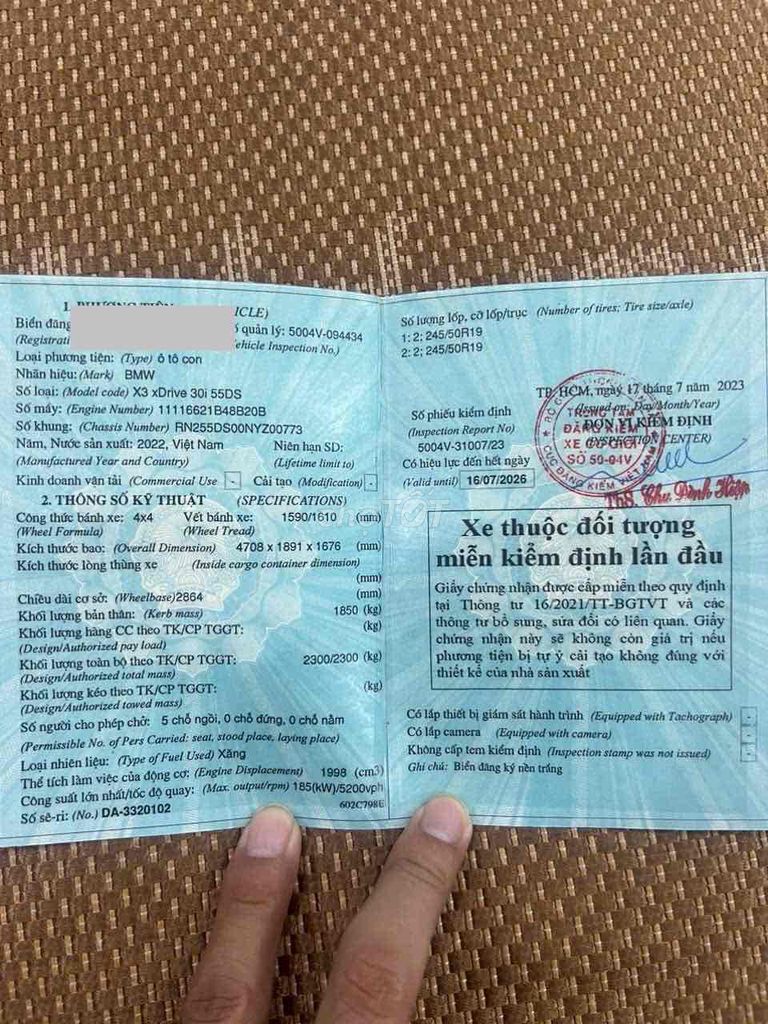 1. PHƯƠNG TIỆN VEHICLE)
Biển đăng
(Registrati
ố quản lý: 5004V-094434
ehicle Inspection No.)
Loại phương tiện: (Type) ô tô con
Nhãn hiệu: (Mark) BMW
Số loại: (Model code) X3 xDrive 30i 55DS
Số máy: (Engine Number) 11116621B48B20B
Số khung: (Chassis Number) RN255DS00NYZ00773
Năm, Nước sản xuất: 2022, Việt Nam Niên hạn SD:
(Manufactured Year and Country) (Lifetime limit to)
Kinh doanh vận tải (Commercial Use - Cải tạo (Modification) -
2. THÔNG SỐ KỸ THUẬT (SPECIFICATIONS)
Công thức bánh xe: 4x4 Vết bánh xe: 1590/1610 (mm)
(Wheel Formula) (Wheel Tread)
Kích thước bao: (Overall Dimension) 4708 x 1891 x 1676 (mm)
Kích thước lòng thùng xe (Inside cargo container dimension)
(mm)
Chiều dài cơ sở: (Wheelbase)2864 (mm)
Khối lượng bản thân: (Kerb mass) 1850 (kg)
Khối lượng hàng CC theo TK/CP TGGT: (kg)
(Design/Authorized pay load)
Khối lượng toàn bộ theo TK/CP TGGT: 2300/2300 (kg)
(Design/Authorized total mass)
Khối lượng kéo theo TK/CP TGGT: (kg)
(Design/Authorized towed mass)
Số người cho phép chở: 5 chỗ ngồi, 0 chỗ đứng, 0 chỗ nằm
(Permissible No. of Pers Carried: seat, stood place, laying place)
Loại nhiên liệu: (Type of Fuel Used) Xăng
Thể tích làm việc của động cơ: (Engine Displacement) 1998 (cm3)
Công suất lớn nhất/tốc độ quay: (Max. output/rpm) 185(kW)/5200vph
602C798E
Số sê-ri: (No.) DA-3320102
Số lượng lốp, cỡ lốp/trục (Number of tires; Tire size/axle)
1: 2; 245/50R19
2: 2; 245/50R19
TP. HCM, ngày 17 tháng 7 năm 2023
(Issued on: Day/Month/Year)
Số phiếu kiểm định ĐƠN VỊ KIỂM ĐỊNH
(Inspection Report No) (INSPECTION CENTER)
5004V-31007/23
Có hiệu lực đến hết ngày
(Valid until) 16/07/2026
TRUNG TÂM
ĐĂNG KIỂM
XE CƠ GIỚI
SỐ 50-04V
CỤC ĐĂNG KIỂM VIỆT NAM
ThS. Chu Đình Hiệp
Xe thuộc đối tượng
miễn kiểm định lần đầu
Giấy chứng nhận được cấp miễn theo quy định
tại Thông tư 16/2021/TT-BGTVT và các
thông tư bổ sung, sửa đổi có liên quan. Giấy
chứng nhận này sẽ không còn giá trị nếu
phương tiện bị tự ý cải tạo không đúng với
thiết kế của nhà sản xuất
Có lắp thiết bị giám sát hành trình (Equipped with Tachograph) -
Có lắp camera (Equipped with camera) -
Không cấp tem kiểm định (Inspection stamp was not issued) -
Ghi chú: Biển đăng ký nền trắng